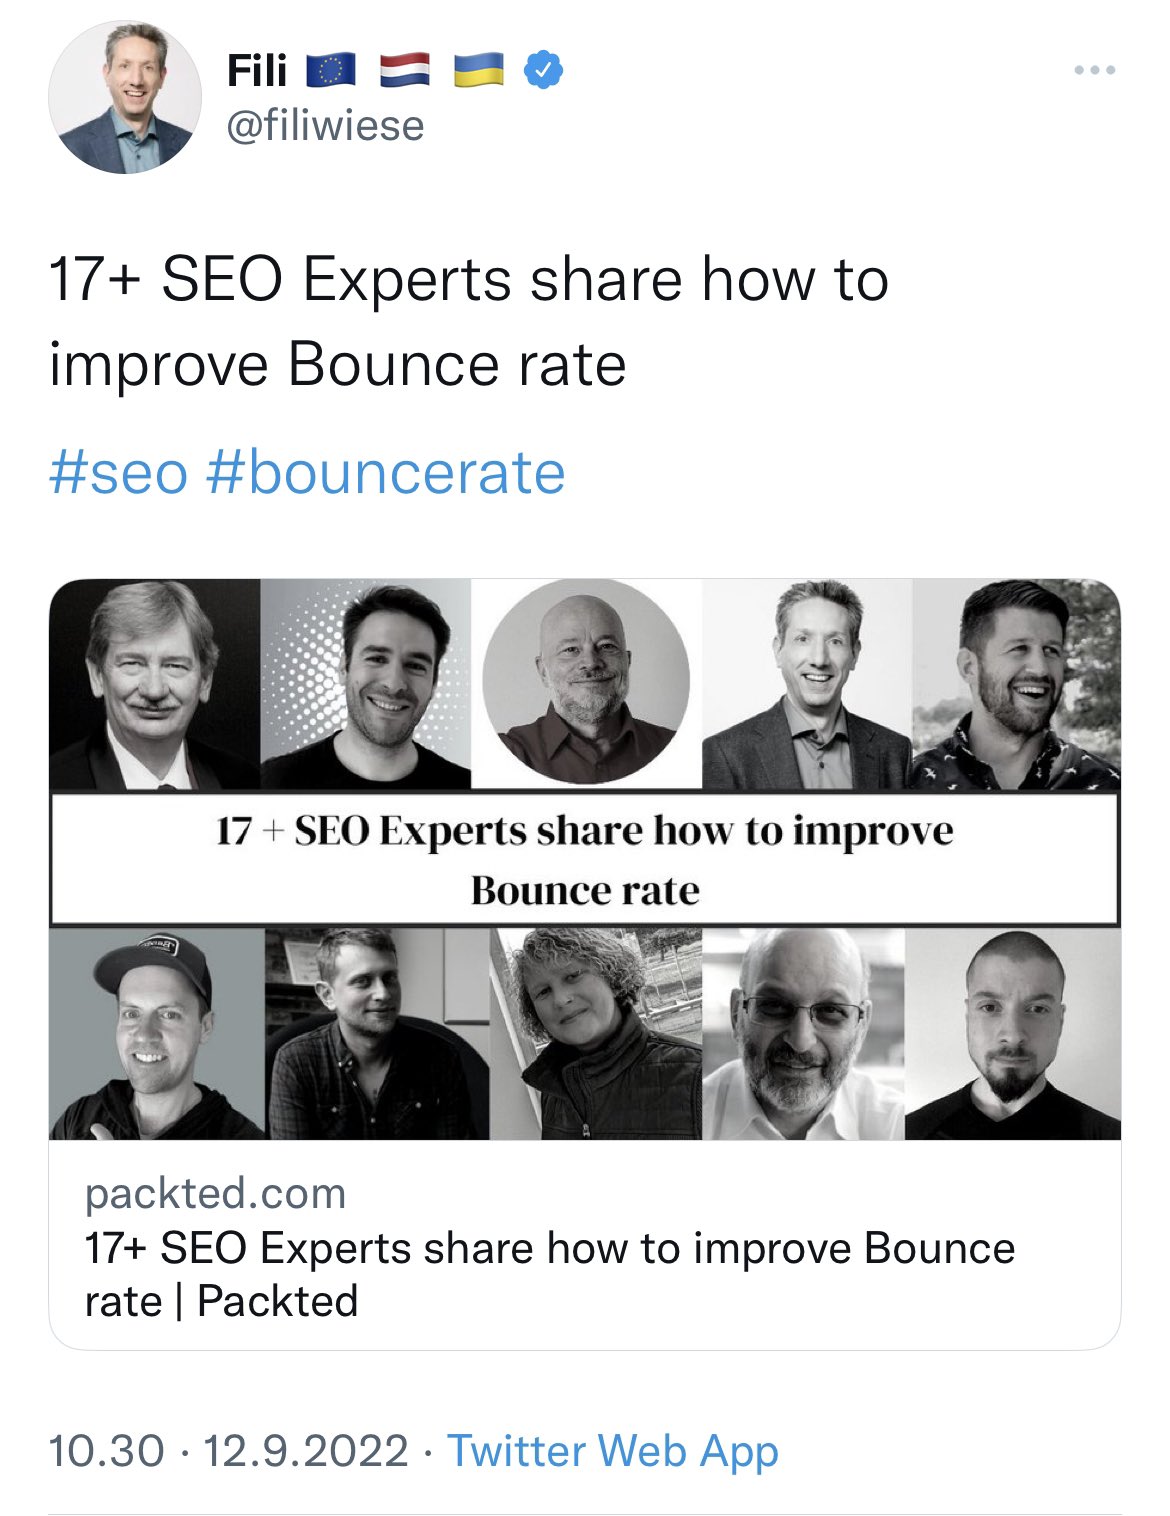 Fili 🇪🇺 🇳🇱 🇺🇦
@filiwiese
17+ SEO Experts share how to
improve Bounce rate
#seo #bouncerate
17 + SEO Experts share how to improve
Bounce rate
packted.com
17+ SEO Experts share how to improve Bounce
rate | Packted
10.30 · 12.9.2022 · Twitter Web App